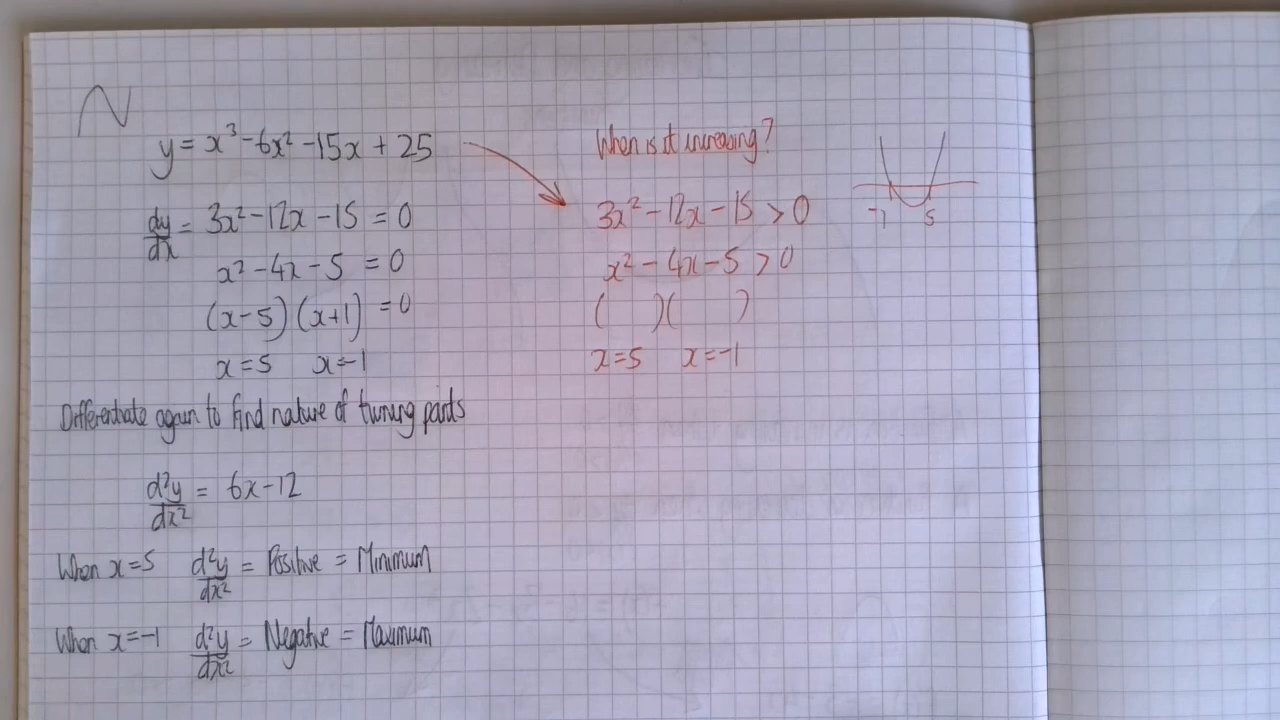 y = x³ - 6x² - 15x + 25
dy/dx = 3x² - 12x - 15 = 0
x² - 4x - 5 = 0
(x-5)(x+1) = 0
x = 5 x = -1
Differentiate again to find nature of turning points
d²y/dx² = 6x - 12
When x = 5 d²y/dx² = Positive = Minimum
When x = -1 d²y/dx² = Negative = Maximum
When is it increasing?
3x² - 12x - 15 > 0
x² - 4x - 5 > 0
( )( )
x = 5 x = -1
-1 5